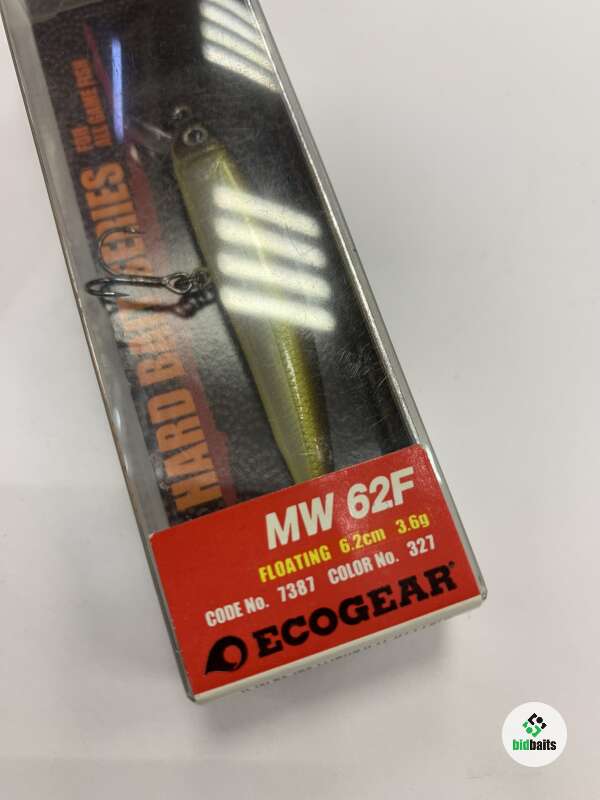 FOR
ALL GAME FISH
HARD BAIT SERIES
MW 62F
FLOATING 6.2cm 3.6g
CODE No. 7387 COLOR No. 327
ECOGEAR®
bidbaits